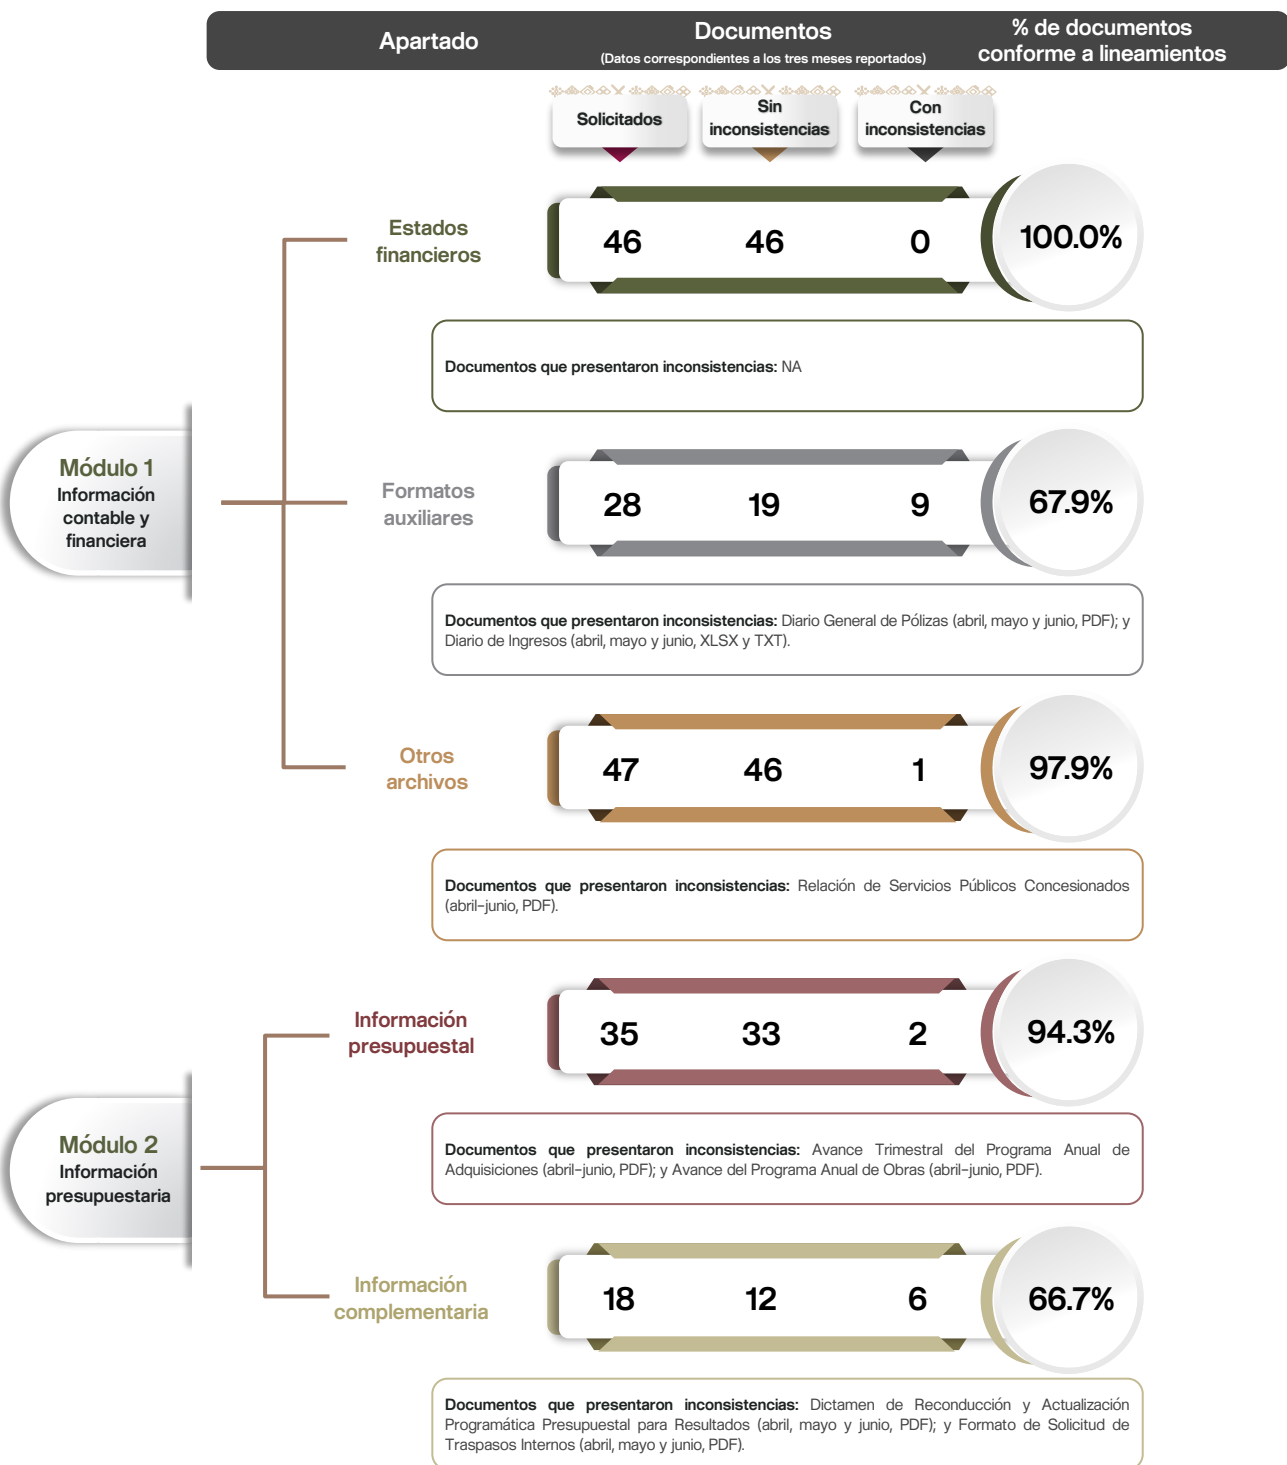 Apartado
Documentos
(Datos correspondientes a los tres meses reportados)
% de documentos
conforme a lineamientos
Solicitados
Sin
inconsistencias
Con
inconsistencias
Módulo 1
Información
contable y
financiera
Estados
financieros
46 46 0 100.0%
Documentos que presentaron inconsistencias: NA
Formatos
auxiliares
28 19 9 67.9%
Documentos que presentaron inconsistencias: Diario General de Pólizas (abril, mayo y junio, PDF); y
Diario de Ingresos (abril, mayo y junio, XLSX y TXT).
Otros
archivos
47 46 1 97.9%
Documentos que presentaron inconsistencias: Relación de Servicios Públicos Concesionados
(abril-junio, PDF).
Módulo 2
Información
presupuestaria
Información
presupuestal
35 33 2 94.3%
Documentos que presentaron inconsistencias: Avance Trimestral del Programa Anual de
Adquisiciones (abril-junio, PDF); y Avance del Programa Anual de Obras (abril-junio, PDF).
Información
complementaria
18 12 6 66.7%
Documentos que presentaron inconsistencias: Dictamen de Reconducción y Actualización
Programática Presupuestal para Resultados (abril, mayo y junio, PDF); y Formato de Solicitud de
Traspasos Internos (abril, mayo y junio, PDF).